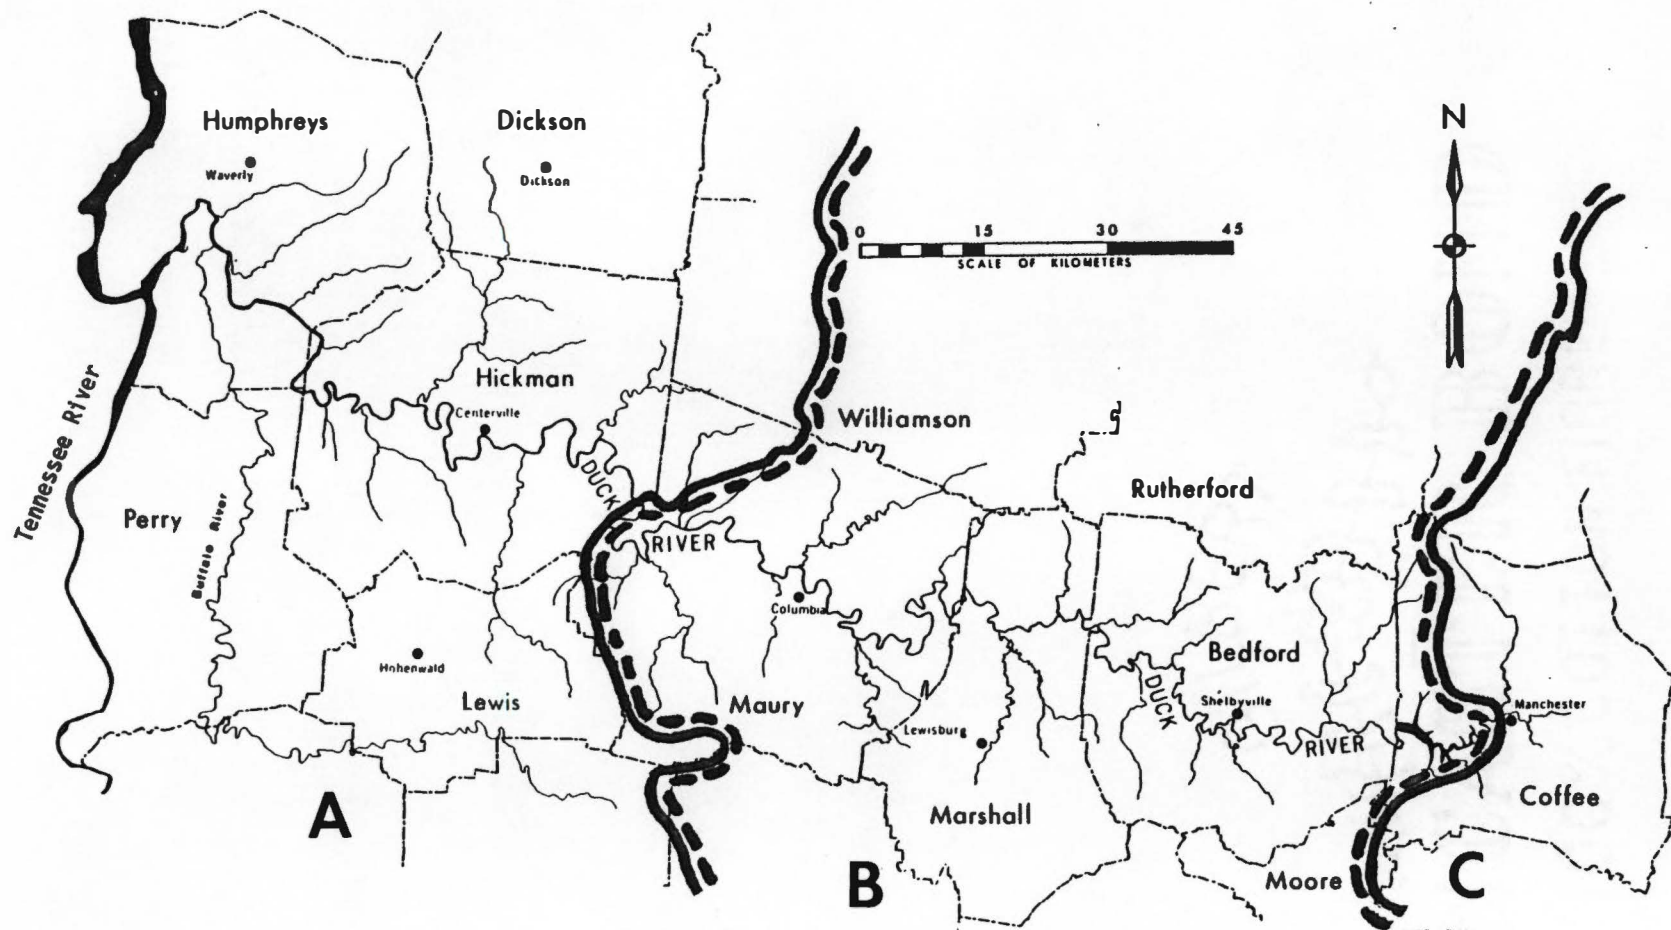 Humphreys
Dickson
N
Waverly
Dickson
0 15 30 45
SCALE OF KILOMETERS
Tennessee River
Hickman
Centerville
Williamson
Rutherford
DUCK
RIVER
Perry
Buffalo River
Columbia
Hohenwald
Lewis
Maury
Bedford
DUCK
Shelbyville
RIVER
Lewisburg
Manchester
Marshall
Coffee
Moore
A
B
C